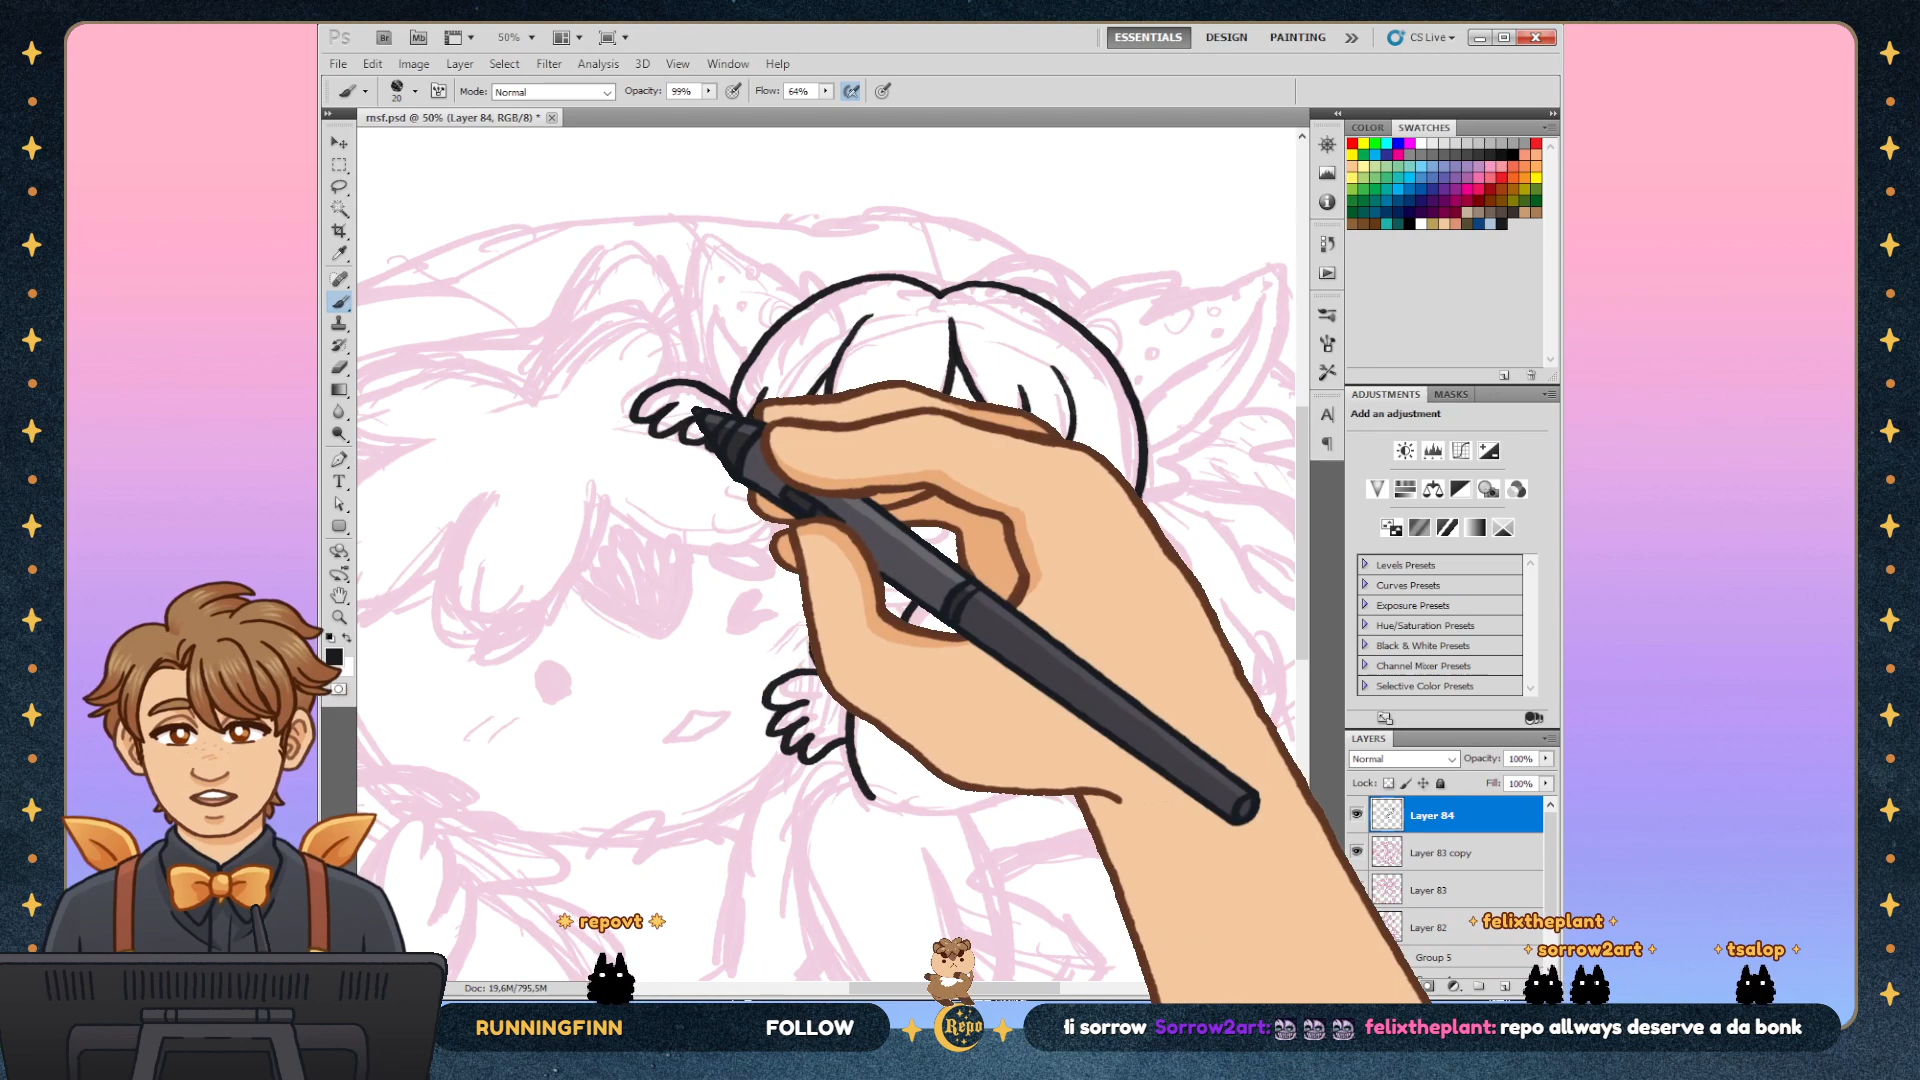 Ps Br Mb 50% ESSENTIALS DESIGN PAINTING CS Live
File Edit Image Layer Select Filter Analysis 3D View Window Help
20 Mode: Normal Opacity: 99% Flow: 64%
rnsf.psd @ 50% (Layer 84, RGB/8) *
COLOR SWATCHES
ADJUSTMENTS MASKS
Add an adjustment
Levels Presets
Curves Presets
Exposure Presets
Hue/Saturation Presets
Black & White Presets
Channel Mixer Presets
Selective Color Presets
LAYERS
Normal Opacity: 100%
Lock: Fill: 100%
Layer 84
Layer 83 copy
Layer 83
Layer 82
Group 5
Doc: 19,6M/795,5M
repovt
felixtheplant
sorrow2art
tsalop
RUNNINGFINN FOLLOW
Repo
sorrow Sorrow2art: felixtheplant: repo allways deserve a da bonk